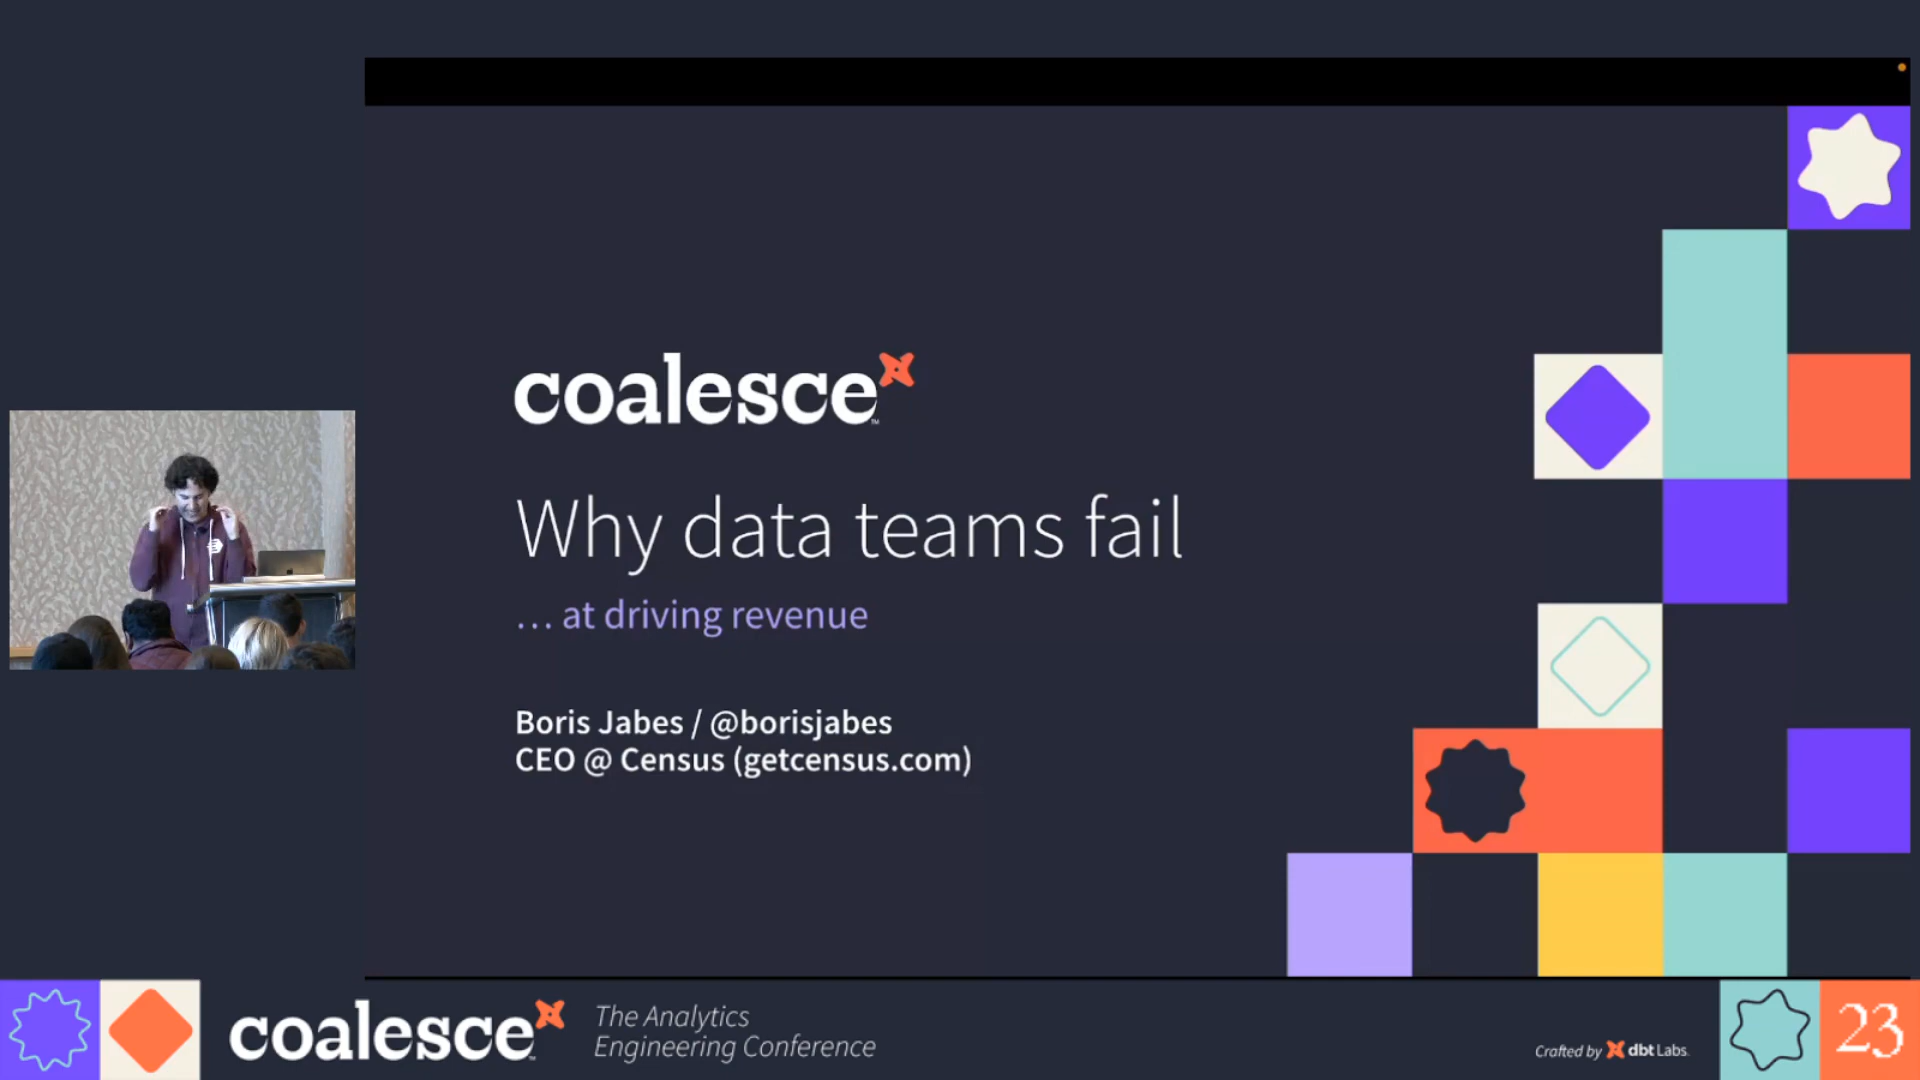 coalesce
Why data teams fail
... at driving revenue
Boris Jabes / @borisjabes
CEO @ Census (getcensus.com)
coalesce
The Analytics
Engineering Conference
Crafted by dbt Labs
23